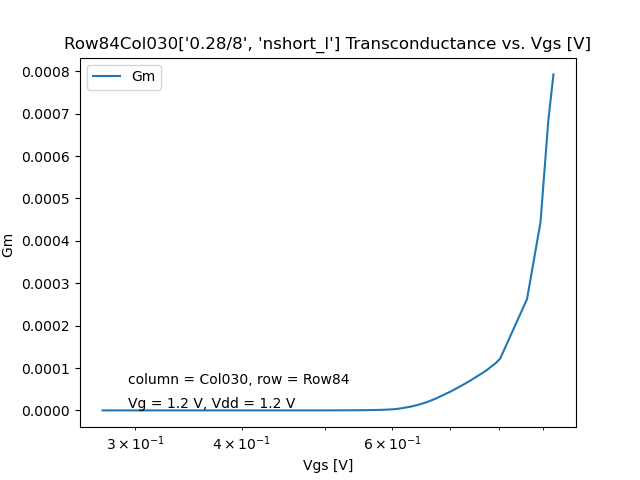 Row84Col030['0.28/8', 'nshort_l'] Transconductance vs. Vgs [V]
Gm
0.0008
0.0007
0.0006
0.0005
0.0004
0.0003
0.0002
0.0001
0.0000
Gm
column = Col030, row = Row84
Vg = 1.2 V, Vdd = 1.2 V
3 × 10⁻¹ 4 × 10⁻¹ 6 × 10⁻¹
Vgs [V]